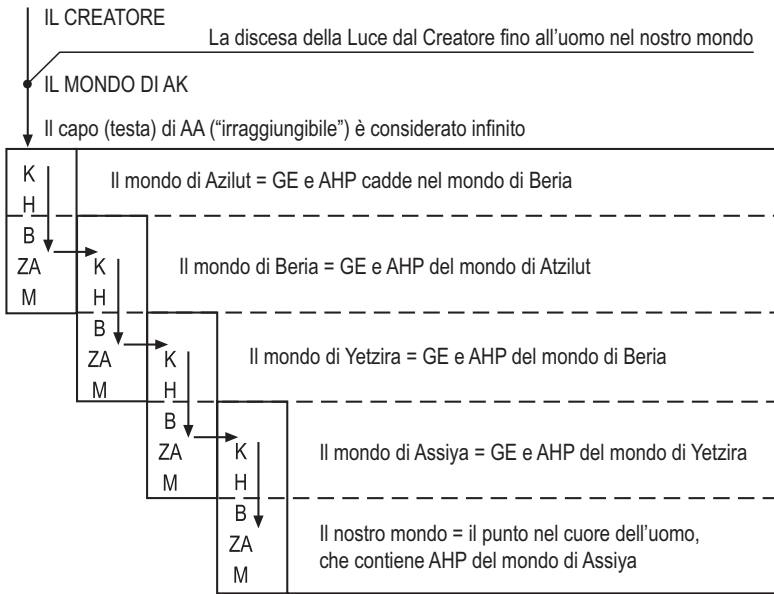 IL CREATORE
La discesa della Luce dal Creatore fino all'uomo nel nostro mondo
IL MONDO DI AK
Il capo (testa) di AA ("irraggiungibile") è considerato infinito
K
Il mondo di Azilut = GE e AHP cadde nel mondo di Beria
H
B
ZA K
Il mondo di Beria = GE e AHP del mondo di Atzilut
M H
B
ZA K
Il mondo di Yetzira = GE e AHP del mondo di Beria
M H
B
ZA K
Il mondo di Assiya = GE e AHP del mondo di Yetzira
M H
B
Il nostro mondo = il punto nel cuore dell'uomo,
ZA
che contiene AHP del mondo di Assiya
M